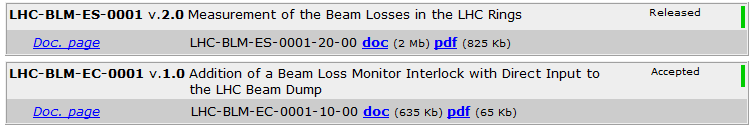 LHC-BLM-ES-0001 v.2.0 Measurement of the Beam Losses in the LHC Rings Released
Doc. page LHC-BLM-ES-0001-20-00 doc (2 Mb) pdf (825 Kb)
LHC-BLM-EC-0001 v.1.0 Addition of a Beam Loss Monitor Interlock with Direct Input to Accepted
the LHC Beam Dump
Doc. page LHC-BLM-EC-0001-10-00 doc (635 Kb) pdf (65 Kb)